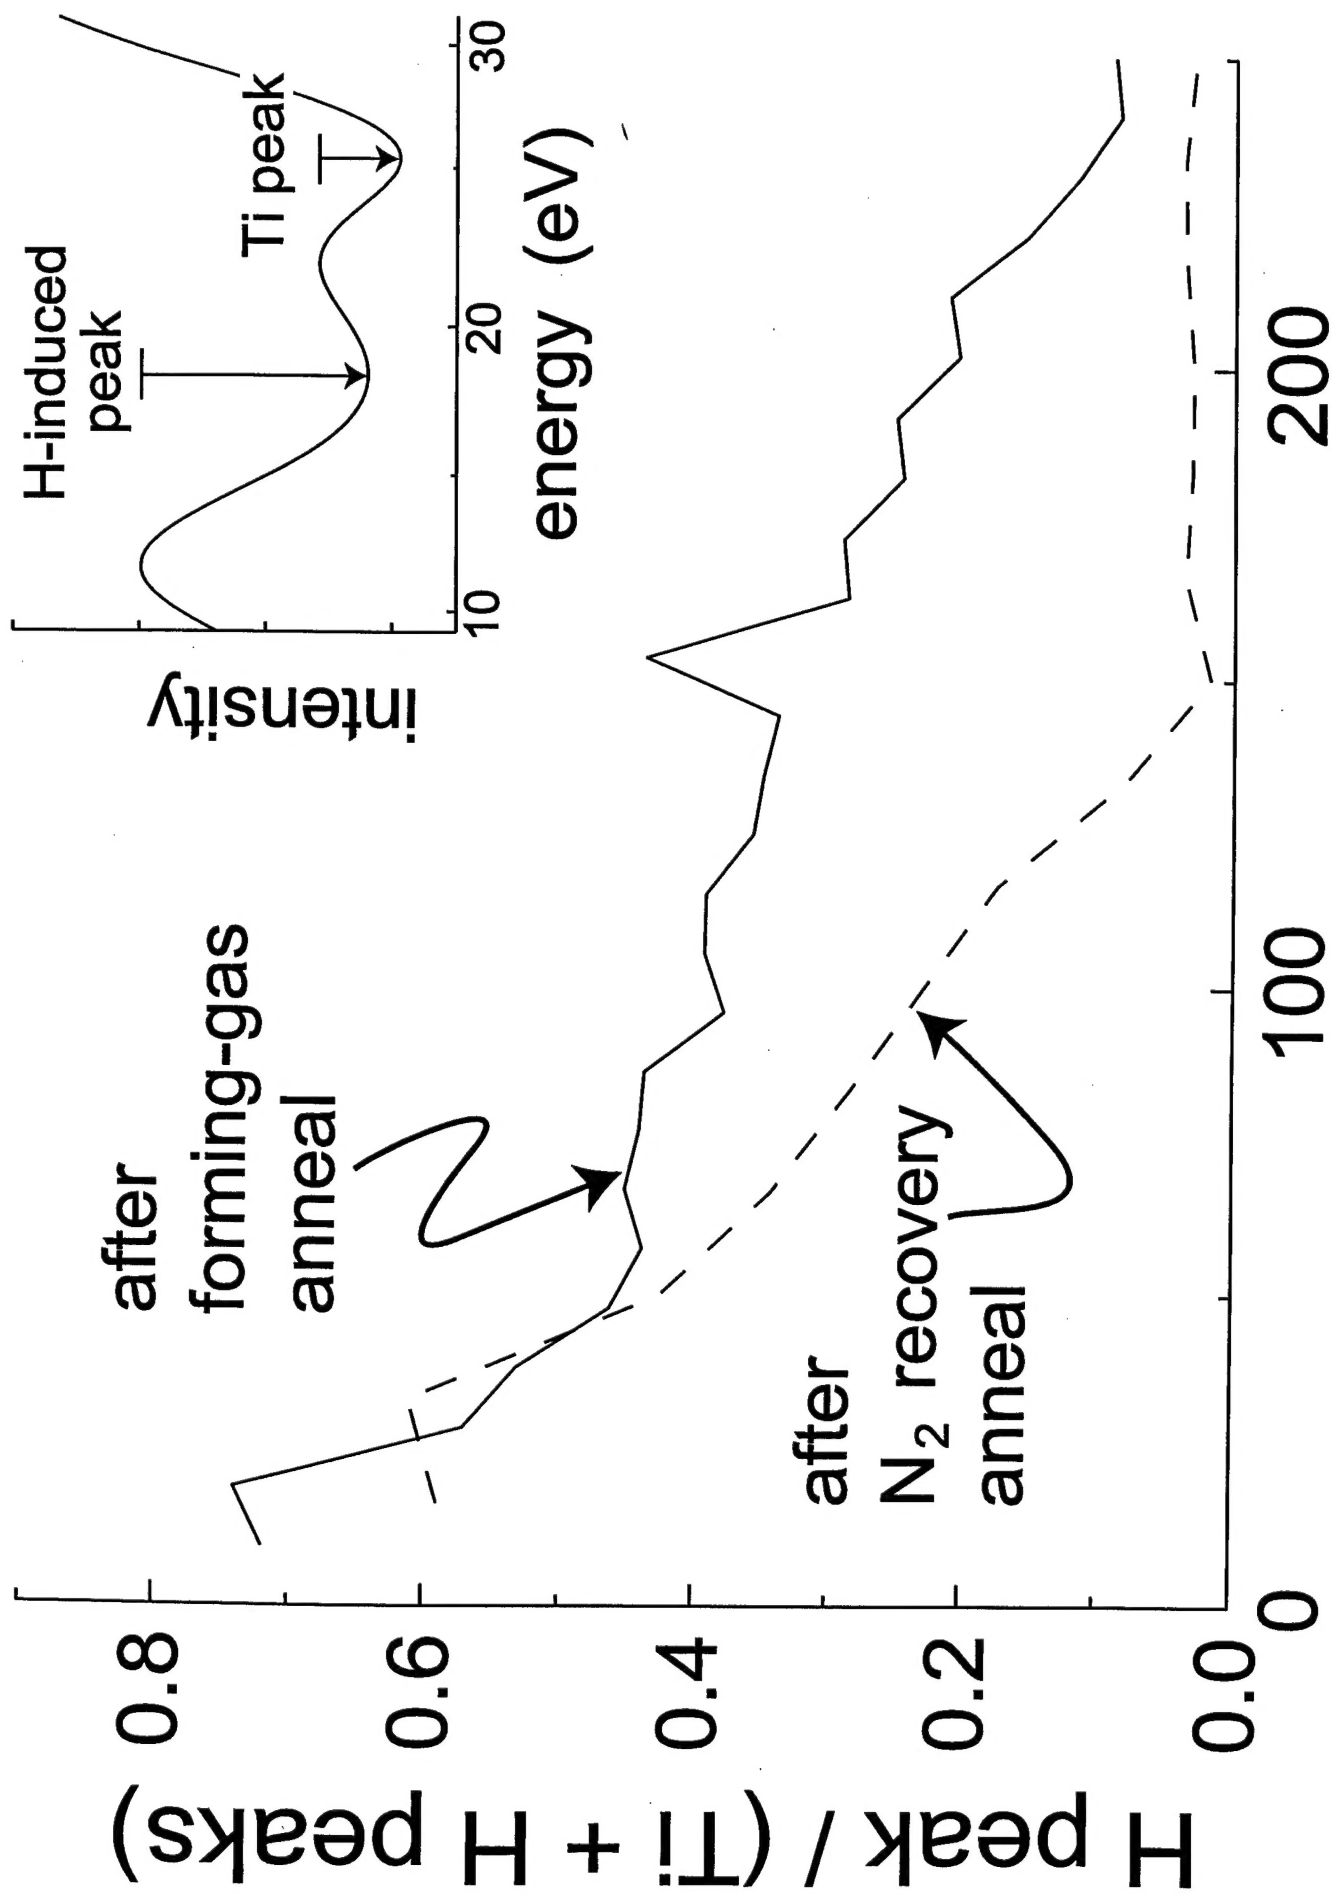 H peak / (Ti + H peaks)
0.8
0.6
0.4
0.2
0.0
0
100
200
after
forming-gas
anneal
after
N₂ recovery
anneal
intensity
H-induced
peak
Ti peak
10
20
30
energy (eV)